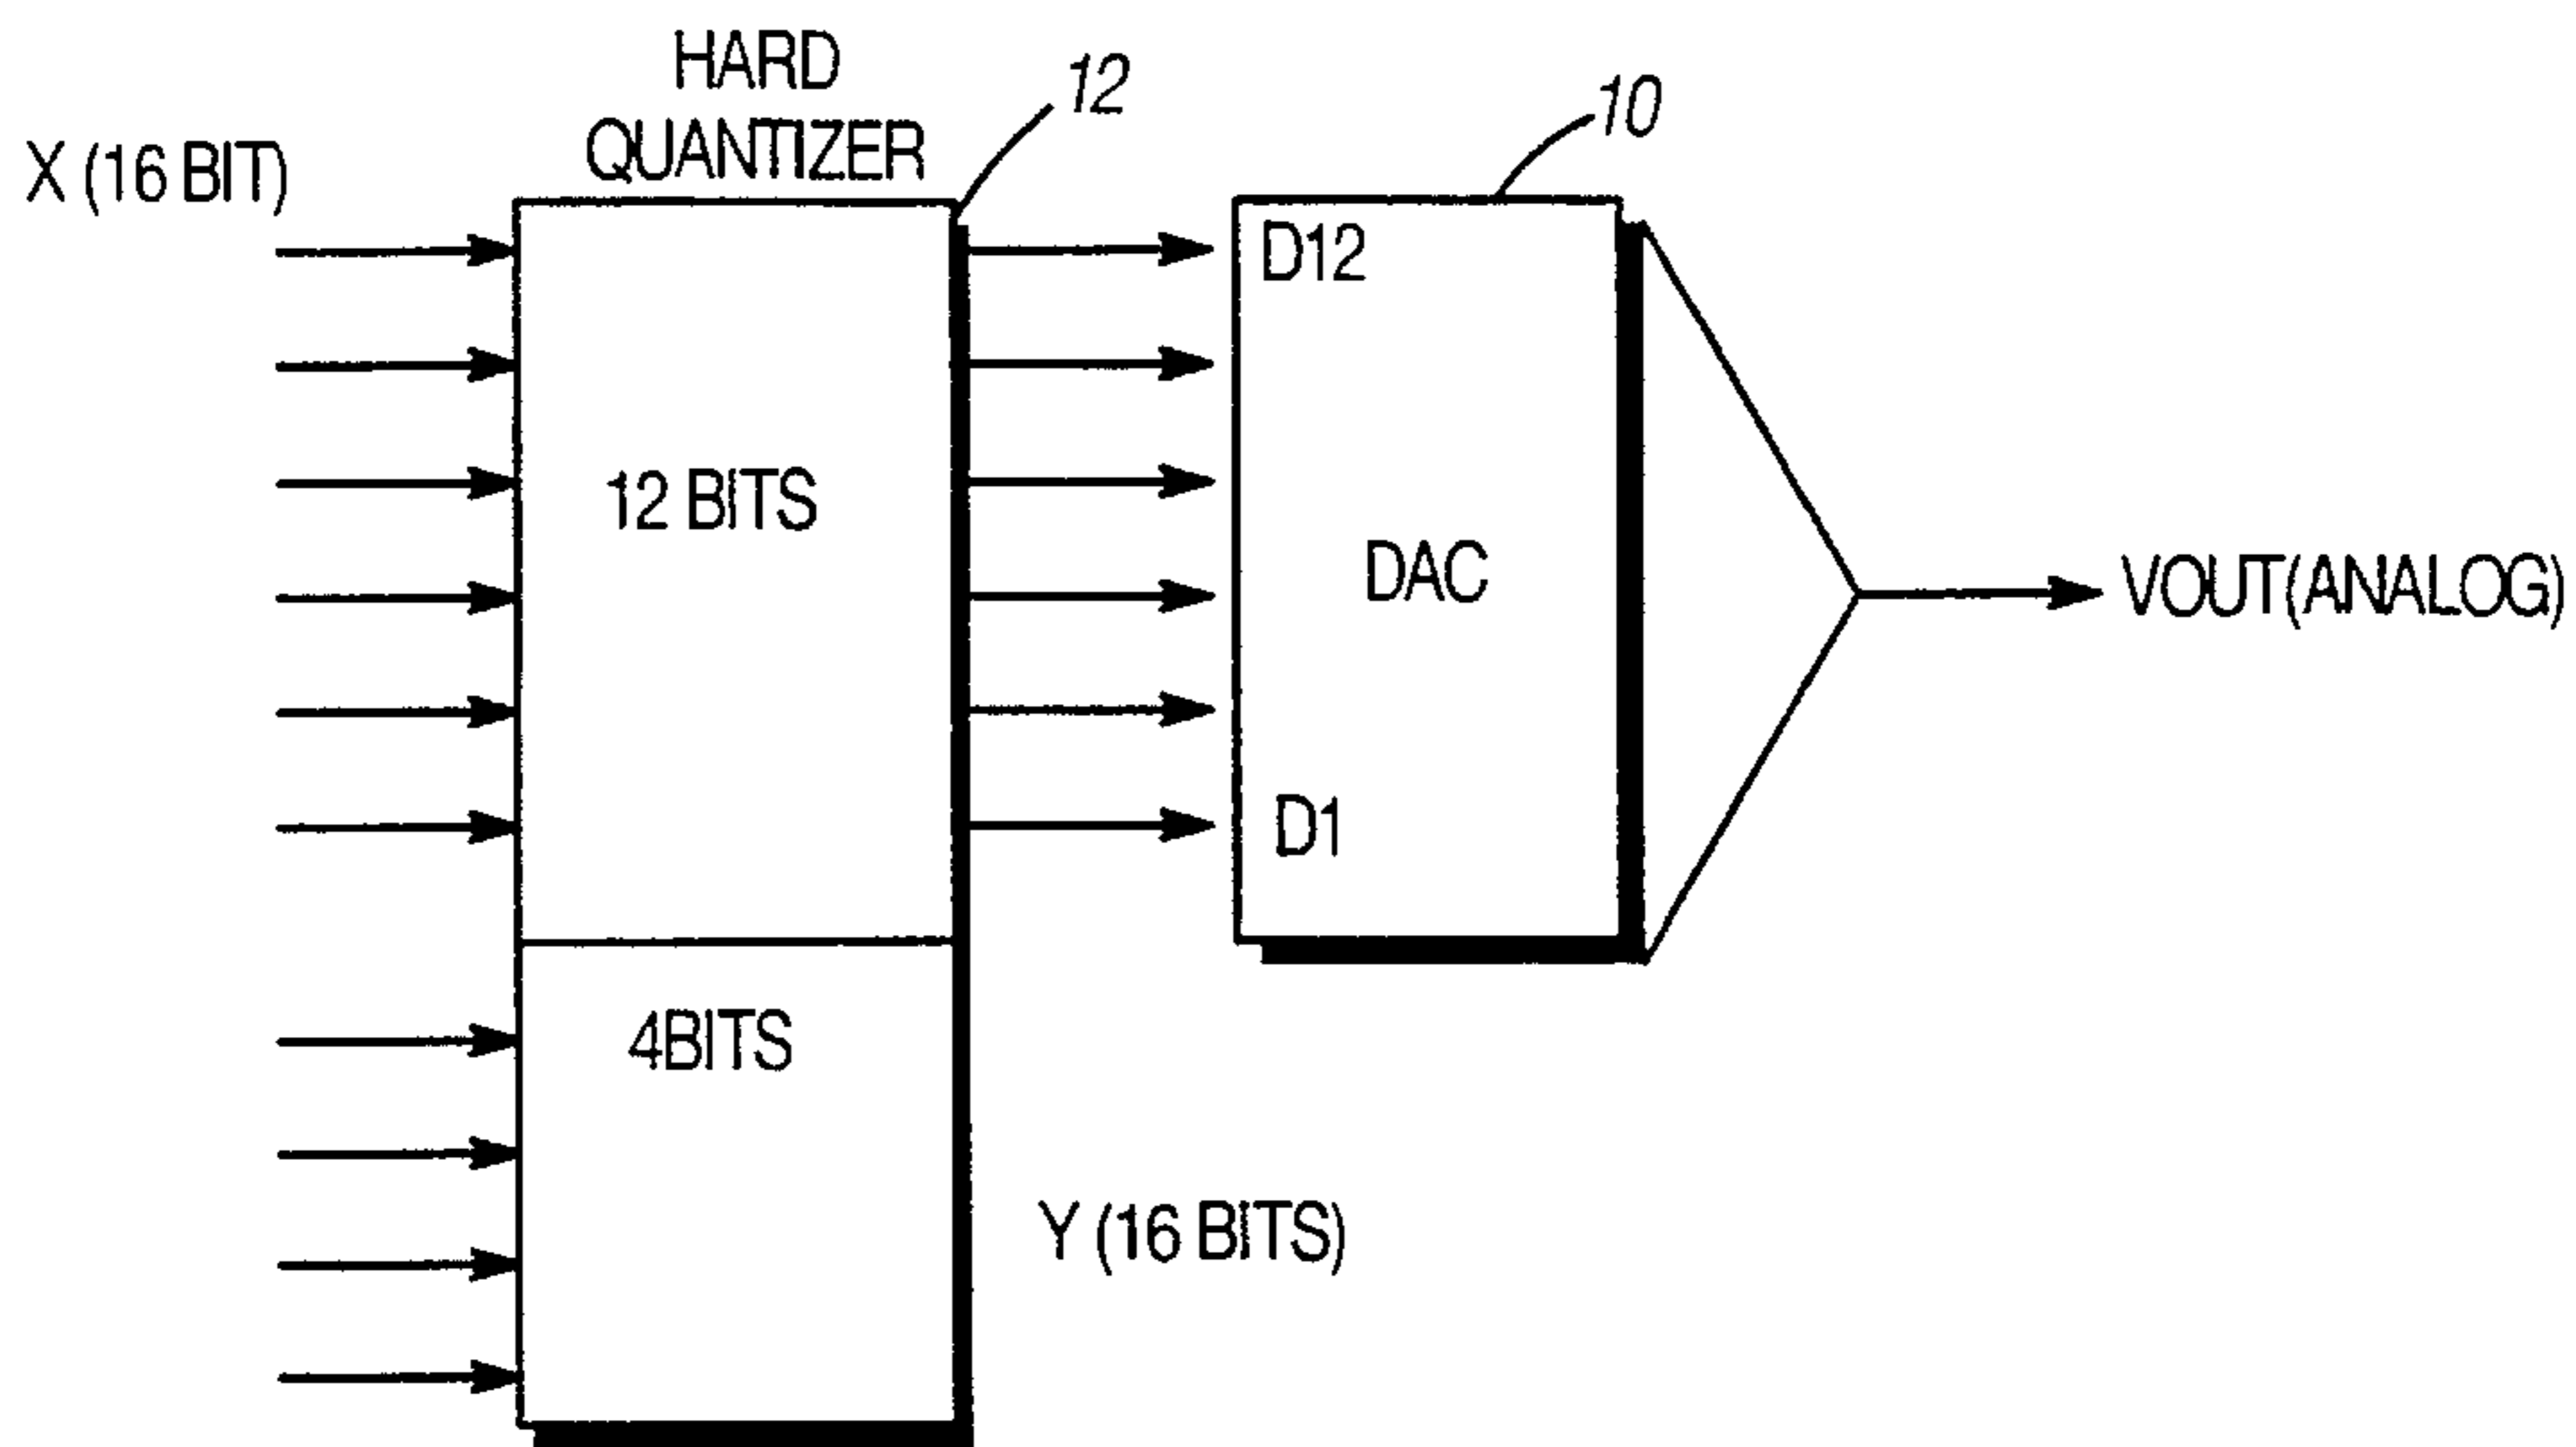 HARD
QUANTIZER
12
10
X (16 BIT)
D12
12 BITS
DAC
VOUT(ANALOG)
D1
4BITS
Y (16 BITS)